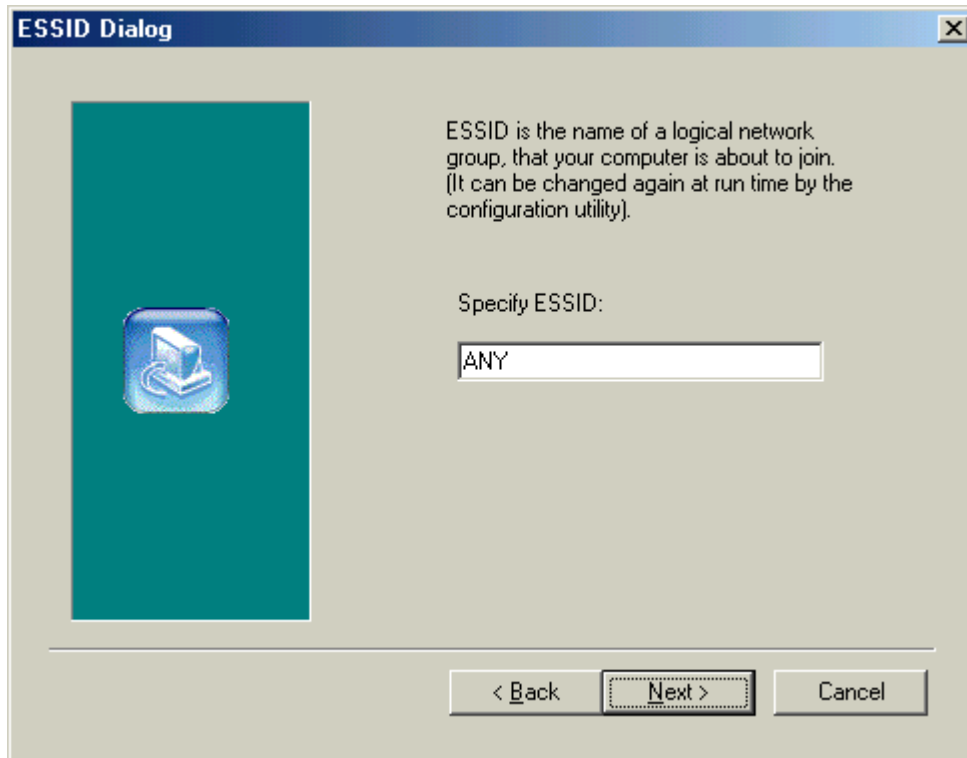 ESSID Dialog
ESSID is the name of a logical network
group, that your computer is about to join.
(It can be changed again at run time by the
configuration utility).
Specify ESSID:
ANY
< Back
Next >
Cancel